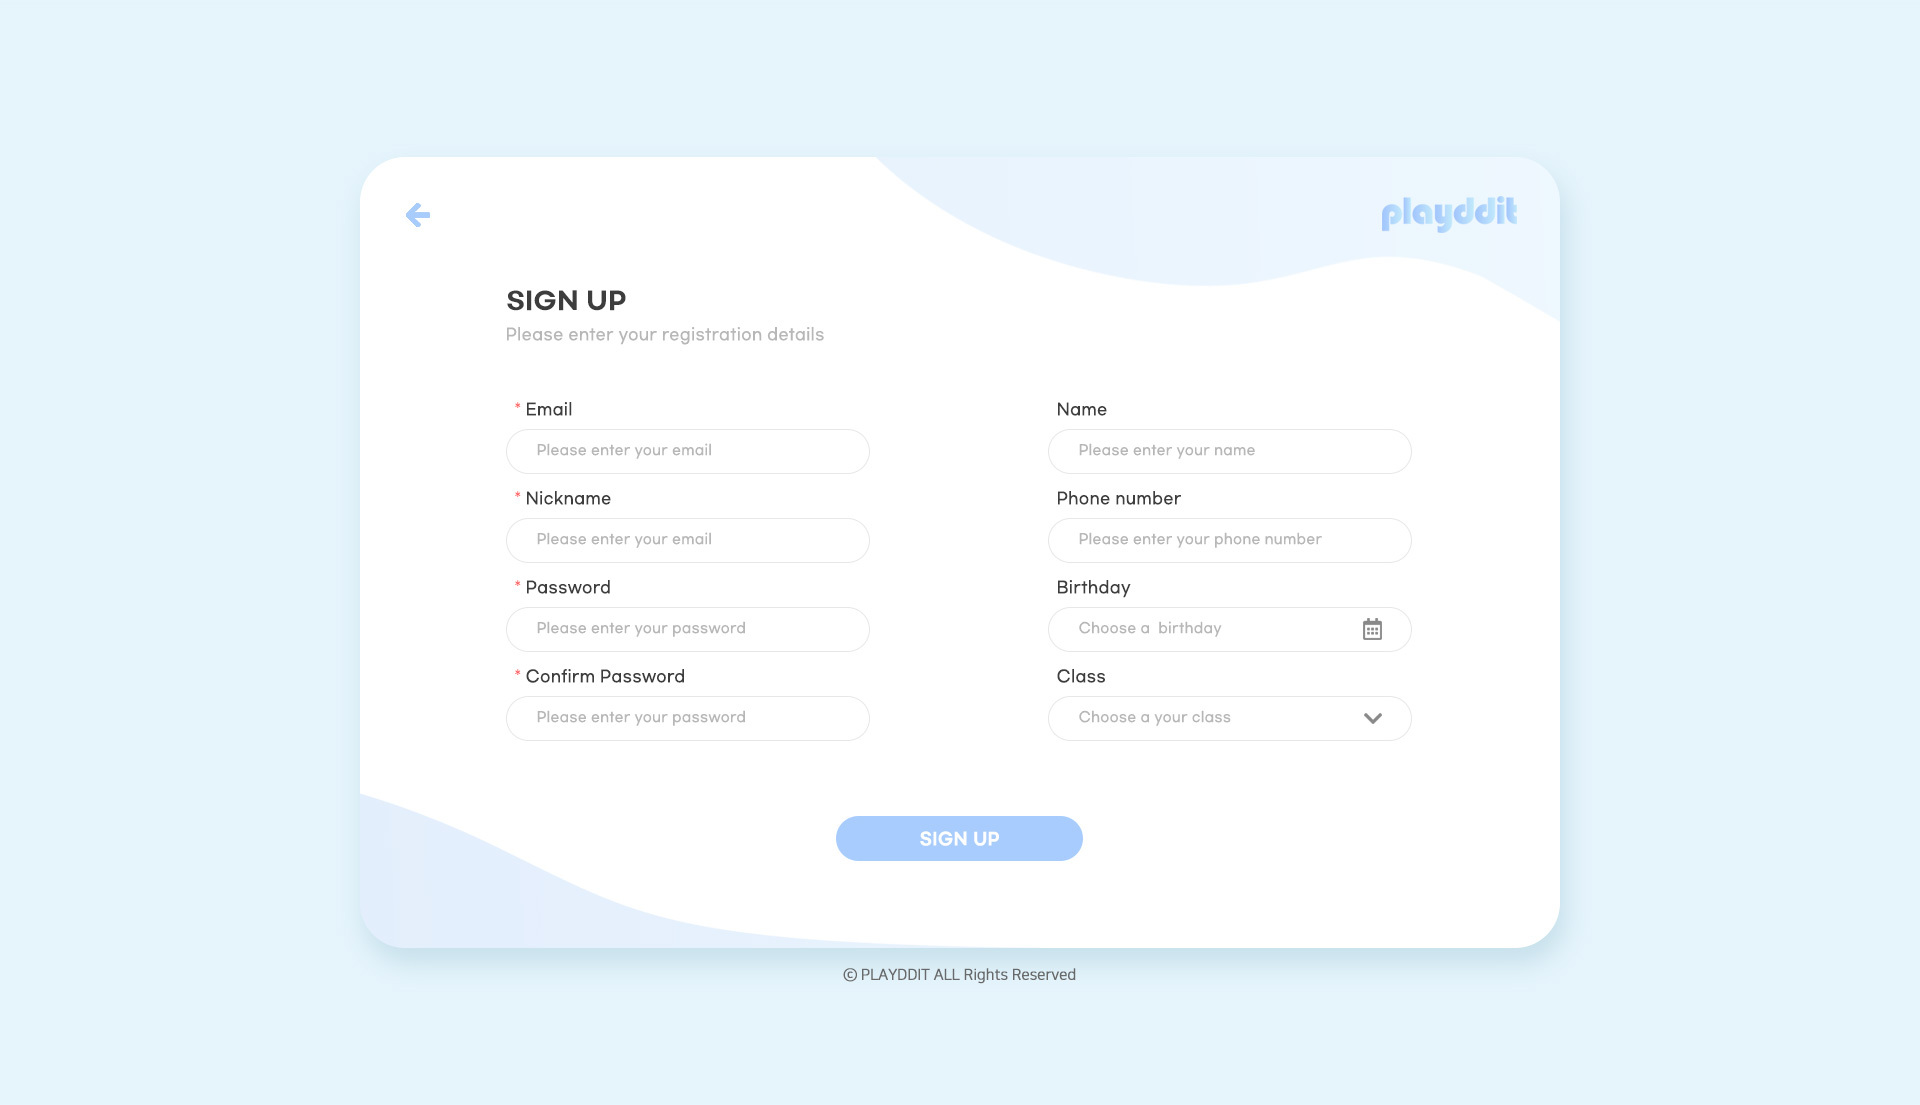 playddit
SIGN UP
Please enter your registration details
* Email
Please enter your email
* Nickname
Please enter your email
* Password
Please enter your password
* Confirm Password
Please enter your password
Name
Please enter your name
Phone number
Please enter your phone number
Birthday
Choose a  birthday
Class
Choose a your class
SIGN UP
© PLAYDDIT ALL Rights Reserved